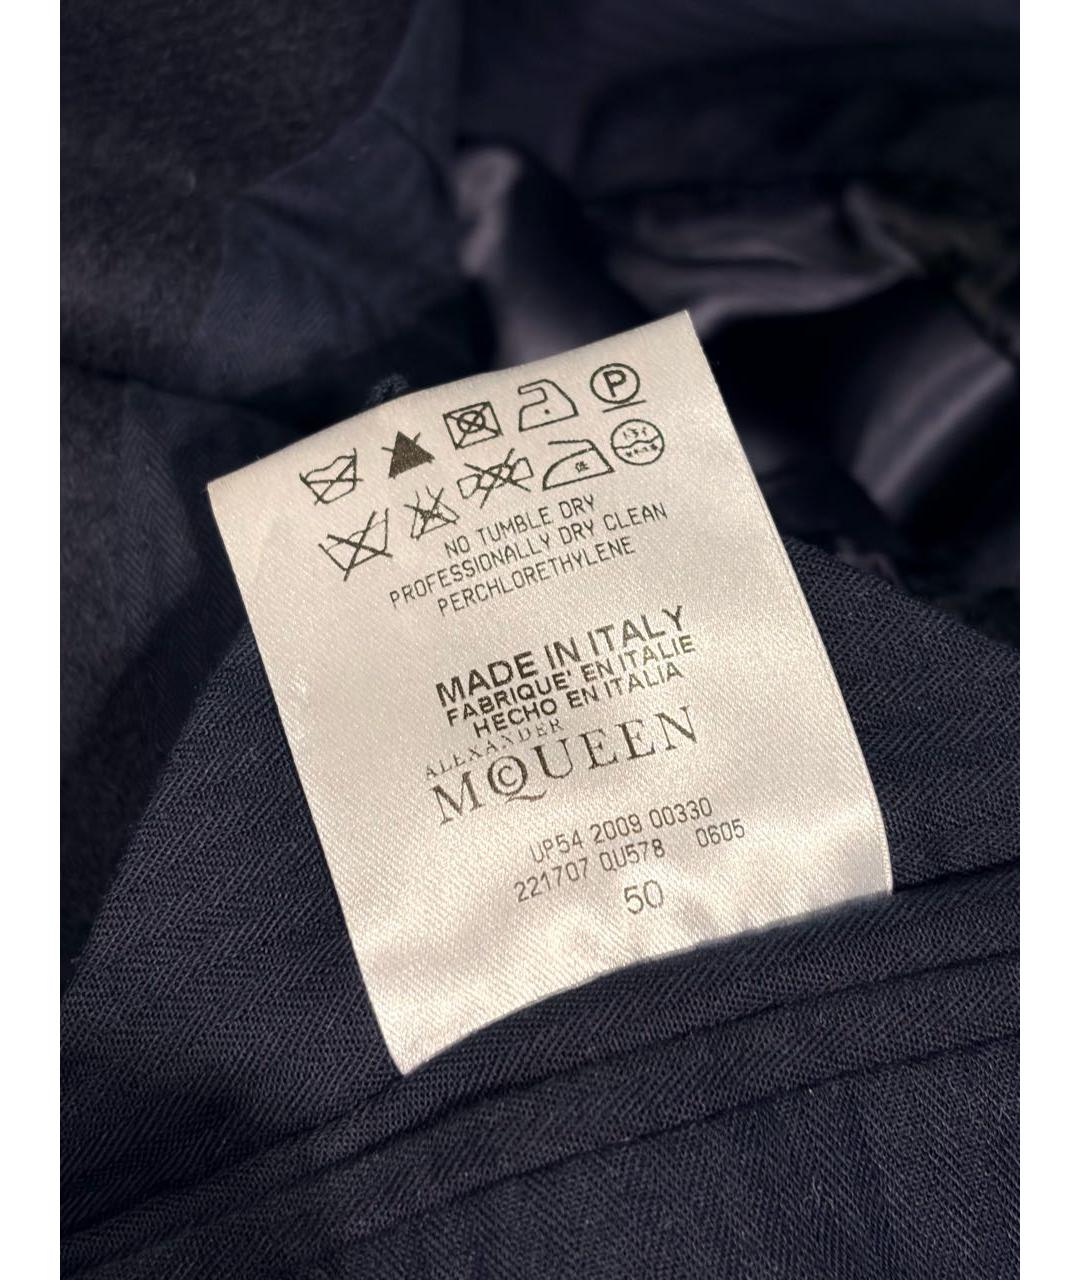 P
NO TUMBLE DRY
PROFESSIONALLY DRY CLEAN
PERCHLORETHYLENE
MADE IN ITALY
FABRIQUE' EN ITALIE
HECHO EN ITALIA
ALEXANDER
MCQUEEN
UP54 2009 00330
221707 QU578 0605
50